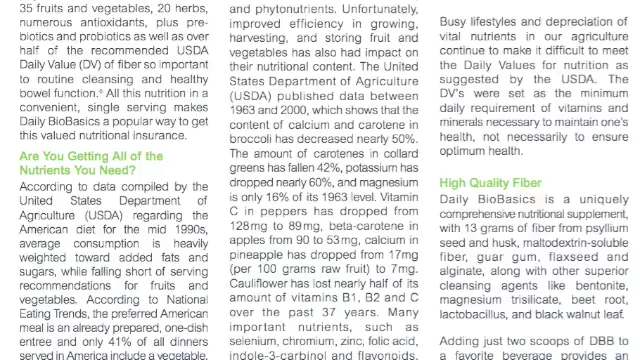 35 fruits and vegetables, 20 herbs,
numerous antioxidants, plus pre-
biotics and probiotics as well as over
half of the recommended USDA
Daily Value (DV) of fiber so important
to routine cleansing and healthy
bowel function.⁶ All this nutrition in a
convenient, single serving makes
Daily BioBasics a popular way to get
this valued nutritional insurance.
Are You Getting All of the
Nutrients You Need?
According to data compiled by the
United States Department of
Agriculture (USDA) regarding the
American diet for the mid 1990s,
average consumption is heavily
weighted toward added fats and
sugars, while falling short of serving
recommendations for fruits and
vegetables. According to National
Eating Trends, the preferred American
meal is an already prepared, one-dish
entree and only 41% of all dinners
served in America include a vegetable,
and phytonutrients. Unfortunately,
improved efficiency in growing,
harvesting, and storing fruit and
vegetables has also had impact on
their nutritional content. The United
States Department of Agriculture
(USDA) published data between
1963 and 2000, which shows that the
content of calcium and carotene in
broccoli has decreased nearly 50%.
The amount of carotenes in collard
greens has fallen 42%, potassium has
dropped nearly 60%, and magnesium
is only 16% of its 1963 level. Vitamin
C in peppers has dropped from
128mg to 89mg, beta-carotene in
apples from 90 to 53mg, calcium in
pineapple has dropped from 17mg
(per 100 grams raw fruit) to 7mg.
Cauliflower has lost nearly half of its
amount of vitamins B1, B2 and C
over the past 37 years. Many
important nutrients, such as
selenium, chromium, zinc, folic acid,
indole-3-carbinol and flavonoids,
Busy lifestyles and depreciation of
vital nutrients in our agriculture
continue to make it difficult to meet
the Daily Values for nutrition as
suggested by the USDA. The
DV's were set as the minimum
daily requirement of vitamins and
minerals necessary to maintain one's
health, not necessarily to ensure
optimum health.
High Quality Fiber
Daily BioBasics is a uniquely
comprehensive nutritional supplement,
with 13 grams of fiber from psyllium
seed and husk, maltodextrin-soluble
fiber, guar gum, flaxseed and
alginate, along with other superior
cleansing agents like bentonite,
magnesium trisilicate, beet root,
lactobacillus, and black walnut leaf.
Adding just two scoops of DBB to
a favorite beverage provides an